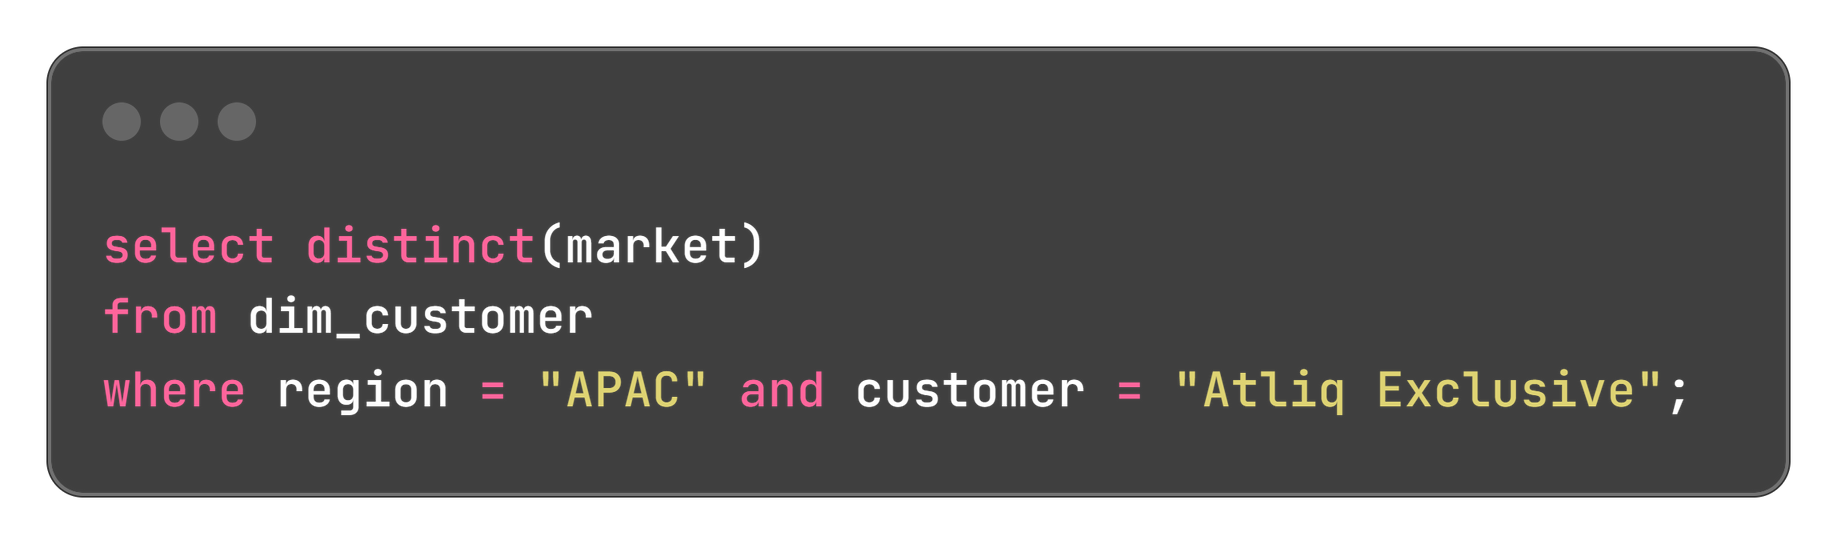 select distinct(market)
from dim_customer
where region = "APAC" and customer = "Atliq Exclusive";